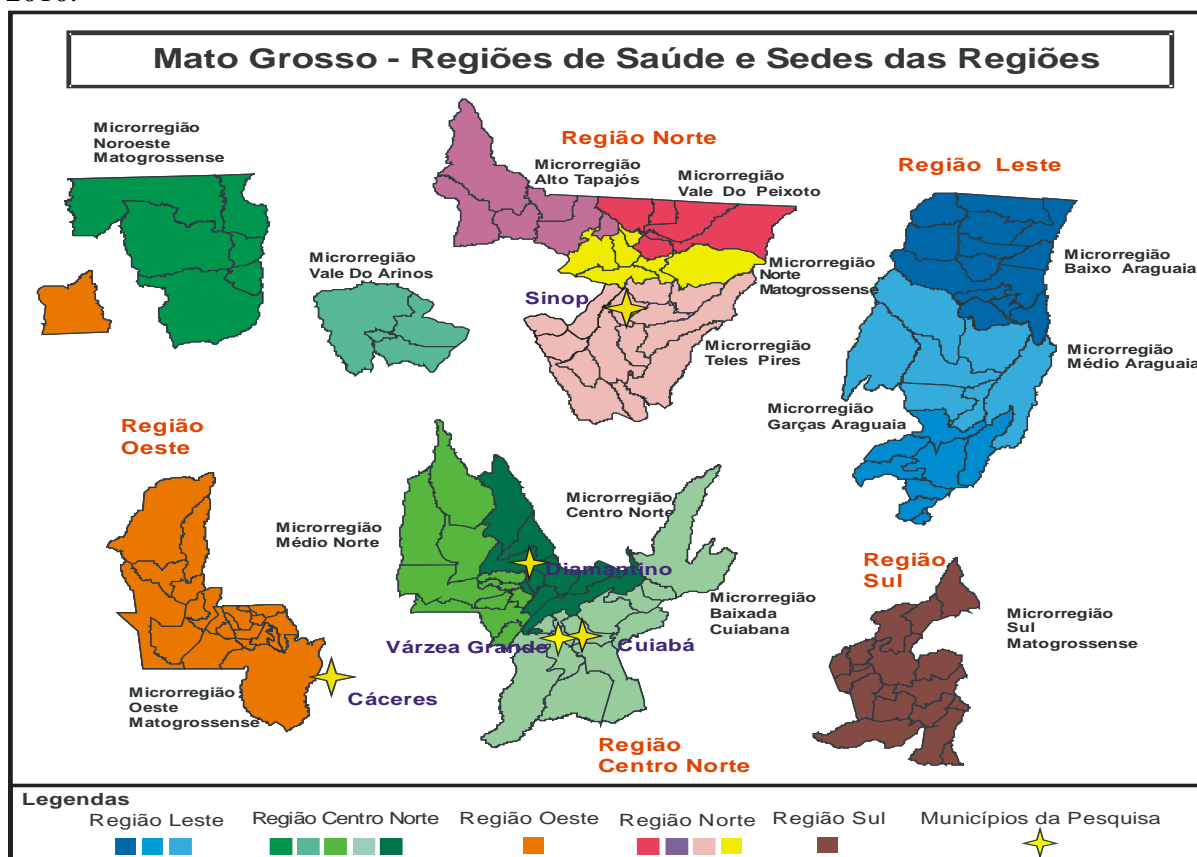 2010.
Mato Grosso - Regiões de Saúde e Sedes das Regiões
Microrregião
Noroeste
Matogrossense
Região Norte
Microrregião
Alto Tapajós
Microrregião
Vale Do Peixoto
Região Leste
Microrregião
Vale Do Arinos
Microrregião
Norte
Matogrossense
Microrregião
Baixo Araguaia
Sinop
Microrregião
Teles Pires
Microrregião
Médio Araguaia
Microrregião
Garças Araguaia
Região
Oeste
Microrregião
Centro Norte
Microrregião
Médio Norte
Diamantino
Região
Sul
Microrregião
Baixada
Cuiabana
Microrregião
Sul
Matogrossense
Várzea Grande
Cuiabá
Microrregião
Oeste
Matogrossense
Cáceres
Região
Centro Norte
Legendas
Região Leste
Região Centro Norte
Região Oeste
Região Norte
Região Sul
Municípios da Pesquisa